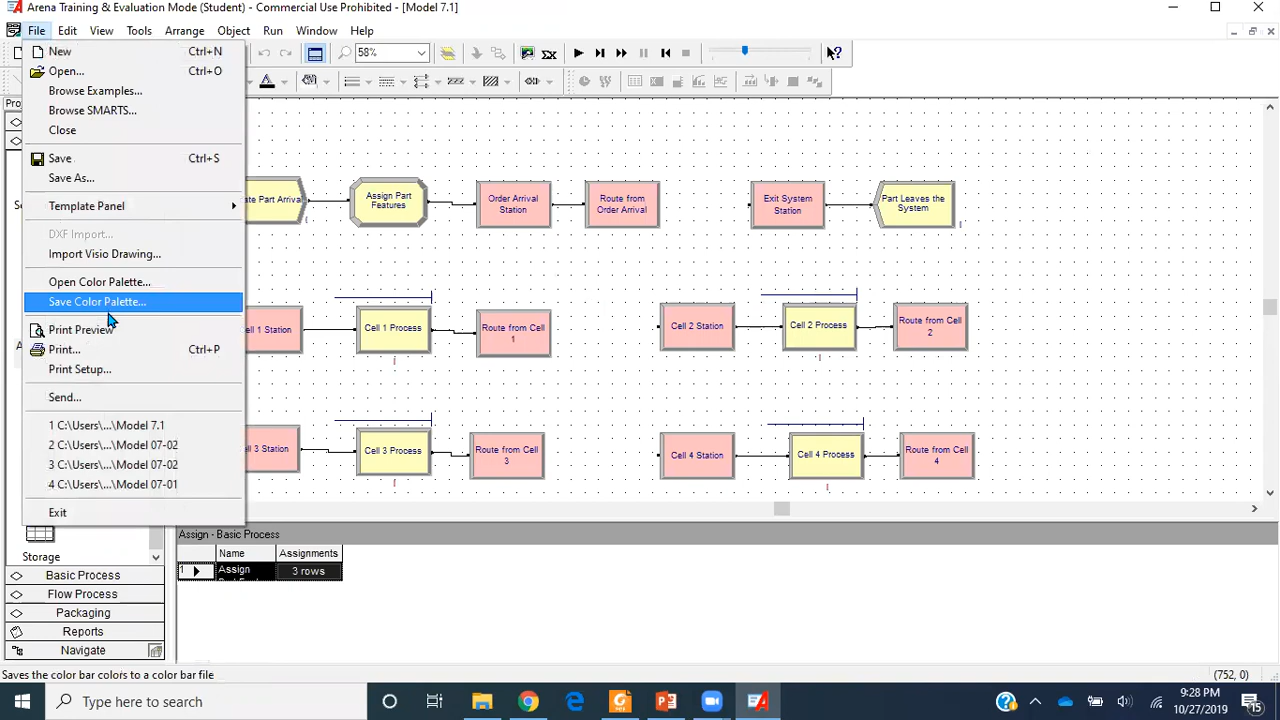 Arena Training & Evaluation Mode (Student) - Commercial Use Prohibited - [Model 7.1]
File Edit View Tools Arrange Object Run Window Help
New Ctrl+N
58%
Open... Ctrl+O
Browse Examples...
Browse SMARTS...
Close
Save Ctrl+S
Save As...
Template Panel
DXF Import...
Import Visio Drawing...
Open Color Palette...
Save Color Palette...
Print Preview
Print... Ctrl+P
Print Setup...
Send...
1 C:\Users\...\Model 7.1
2 C:\Users\...\Model 07-02
3 C:\Users\...\Model 07-02
4 C:\Users\...\Model 07-01
Exit
Assign Part
Features
Order Arrival
Station
Route from
Order Arrival
Exit System
Station
Part Leaves the
System
ell 1 Station
Cell 1 Process
Route from Cell
1
Cell 2 Station
Cell 2 Process
Route from Cell
2
ell 3 Station
Cell 3 Process
Route from Cell
3
Cell 4 Station
Cell 4 Process
Route from Cell
4
Storage
Basic Process
Flow Process
Packaging
Reports
Navigate
Assign - Basic Process
Name Assignments
1 Assign 3 rows
Saves the color bar colors to a color bar file
(752, 0)
Type here to search
9:28 PM
10/27/2019
15